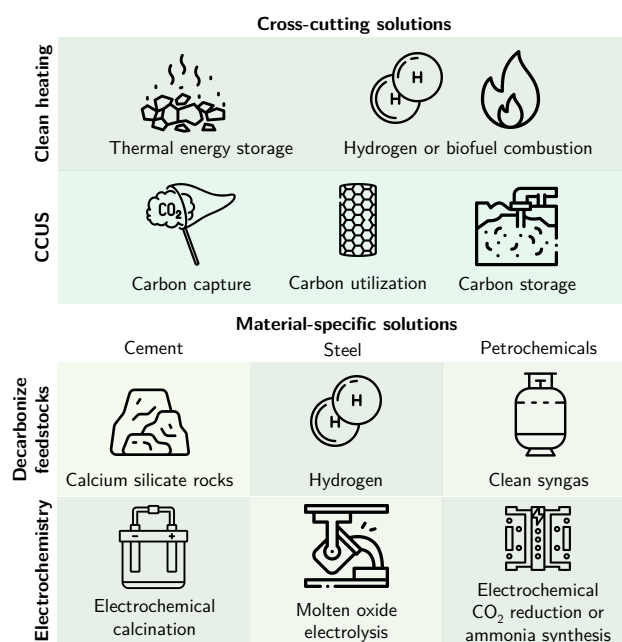 Cross-cutting solutions
Clean heating
H
H
Thermal energy storage
Hydrogen or biofuel combustion
CCUS
CO₂
Carbon capture
Carbon utilization
Carbon storage
Material-specific solutions
Cement
Steel
Petrochemicals
Decarbonize
feedstocks
H
H
Calcium silicate rocks
Hydrogen
Clean syngas
Electrochemistry
- +
Electrochemical
calcination
Molten oxide
electrolysis
Electrochemical
CO₂ reduction or
ammonia synthesis